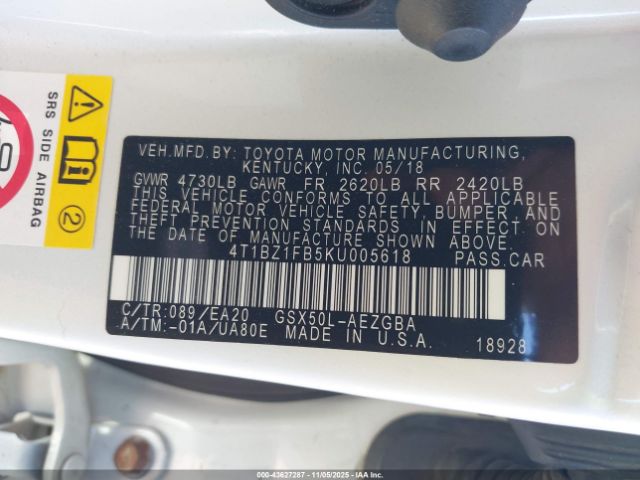 SRS SIDE AIRBAG
2
VEH.MFD.BY: TOYOTA MOTOR MANUFACTURING,
KENTUCKY, INC. 05/18
GVWR 4730LB GAWR FR 2620LB RR 2420LB
THIS VEHICLE CONFORMS TO ALL APPLICABLE
FEDERAL MOTOR VEHICLE SAFETY, BUMPER, AND
THEFT PREVENTION STANDARDS IN EFFECT ON
THE DATE OF MANUFACTURE SHOWN ABOVE.
4T1BZ1FB5KU005618 PASS.CAR
C/TR:089/EA20 GSX50L-AEZGBA
A/TM:-01A/UA80E MADE IN U.S.A. 18928
000-43627287 - 11/05/2025 - IAAI.COM